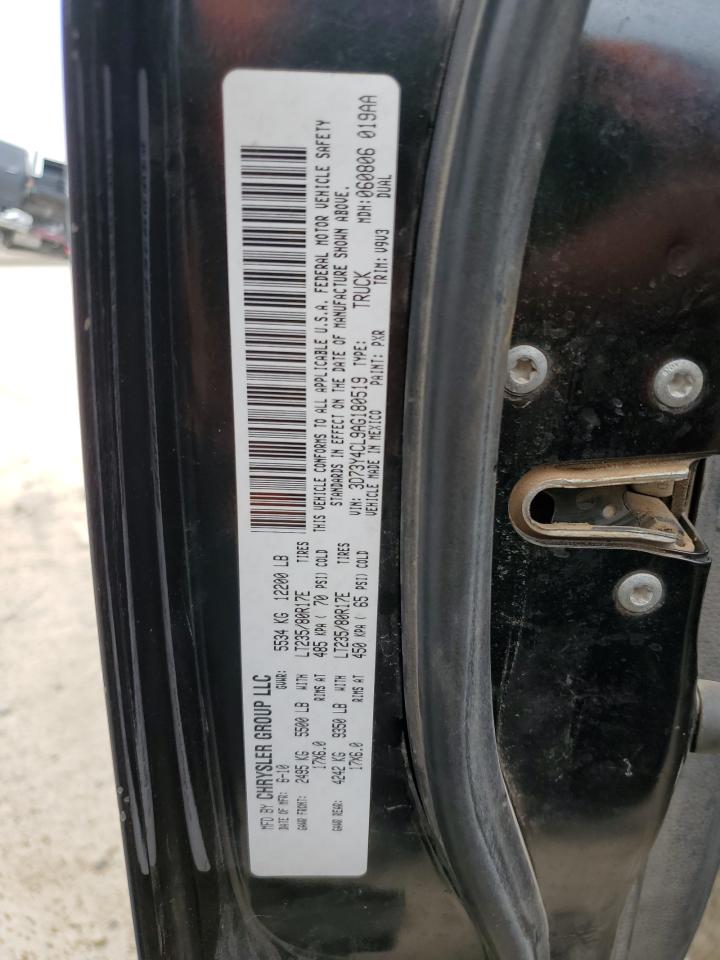 MFD BY CHRYSLER GROUP LLC
DATE OF MFR: 6-10 GVWR: 5534 KG 12200 LB
GAWR FRONT: 2495 KG 5500 LB WITH LT235/80R17E TIRES
17X6.0 RIMS AT 485 KPA ( 70 PSI) COLD
GAWR REAR: 4242 KG 9350 LB WITH LT235/80R17E TIRES
17X6.0 RIMS AT 450 KPA ( 65 PSI) COLD
THIS VEHICLE CONFORMS TO ALL APPLICABLE U.S.A. FEDERAL MOTOR VEHICLE SAFETY
STANDARDS IN EFFECT ON THE DATE OF MANUFACTURE SHOWN ABOVE.
VIN: 3D73Y4CL9AG180519 TYPE: TRUCK MDH: 060806 019AA
VEHICLE MADE IN MEXICO PAINT: PXR TRIM: V9V3 DUAL